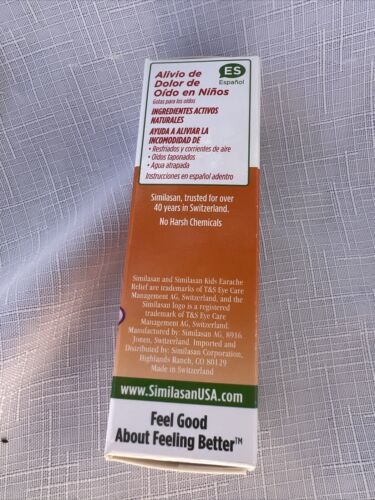 ES
Español
Alivio de
Dolor de
Oído en Niños
Gotas para los oídos
INGREDIENTES ACTIVOS
NATURALES
AYUDA A ALIVIAR LA
INCOMODIDAD DE
• Resfriados y corrientes de aire
• Oídos taponados
• Agua atrapada
Instrucciones en español adentro
Similasan, trusted for over
40 years in Switzerland.
No Harsh Chemicals
Similasan and Similasan Kids Earache
Relief are trademarks of T&S Eye Care
Management AG, Switzerland, and the
Similasan logo is a registered
trademark of T&S Eye Care
Management AG, Switzerland.
Manufactured by: Similasan AG, 8916
Jonen, Switzerland. Imported and
Distributed by: Similasan Corporation,
Highlands Ranch, CO 80129
Made in Switzerland
www.SimilasanUSA.com
Feel Good
About Feeling Better™